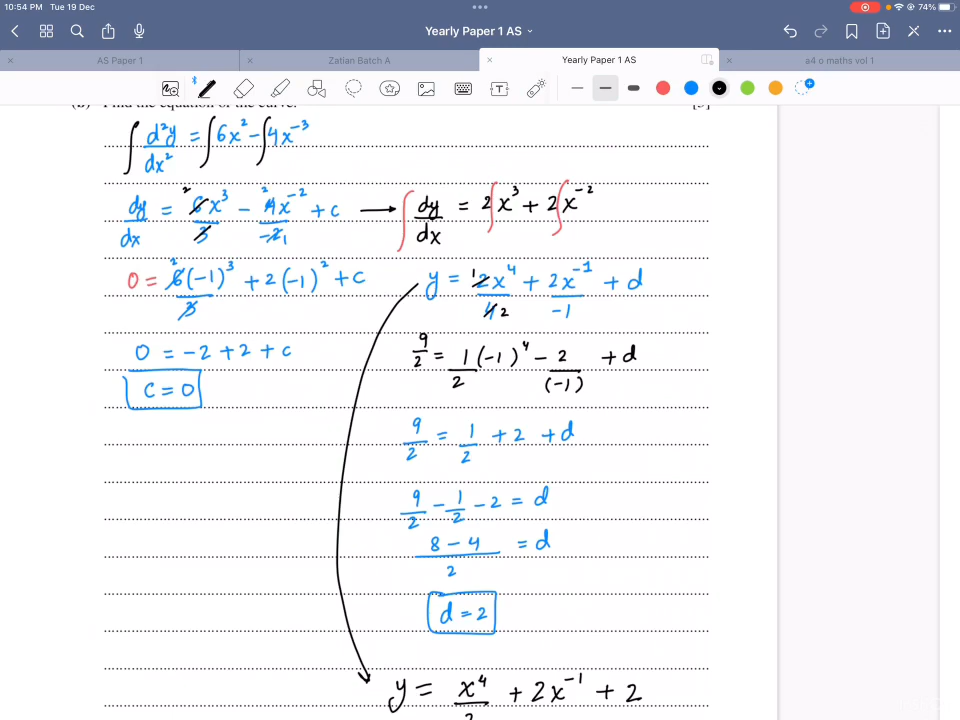 10:54 PM Tue 19 Dec 74%
Yearly Paper 1 AS
AS Paper 1 Zatian Batch A Yearly Paper 1 AS a4 o maths vol 1
(b) Find the equation of the curve.
∫ d²y/dx² = ∫ 6x² − ∫ 4x⁻³
dy/dx = 6x³/3 − 4x⁻²/−2 + c
0 = 6(−1)³/3 + 2(−1)² + c
0 = −2 + 2 + c
c = 0
→ ∫ dy/dx = 2∫x³ + 2∫x⁻²
y = 2x⁴/4 + 2x⁻¹/−1 + d
9/2 = 1/2 (−1)⁴ − 2/(−1) + d
9/2 = 1/2 + 2 + d
9/2 − 1/2 − 2 = d
8 − 4/2 = d
d = 2
y = x⁴/2 + 2x⁻¹ + 2